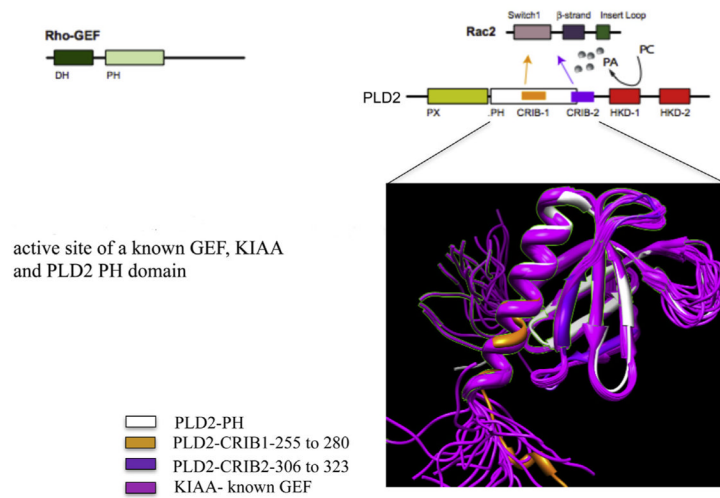 Rho-GEF
DH PH
Switch1 β-strand Insert Loop
Rac2
PA PC
PLD2
PX .PH CRIB-1 CRIB-2 HKD-1 HKD-2
active site of a known GEF, KIAA
and PLD2 PH domain
PLD2-PH
PLD2-CRIB1-255 to 280
PLD2-CRIB2-306 to 323
KIAA- known GEF